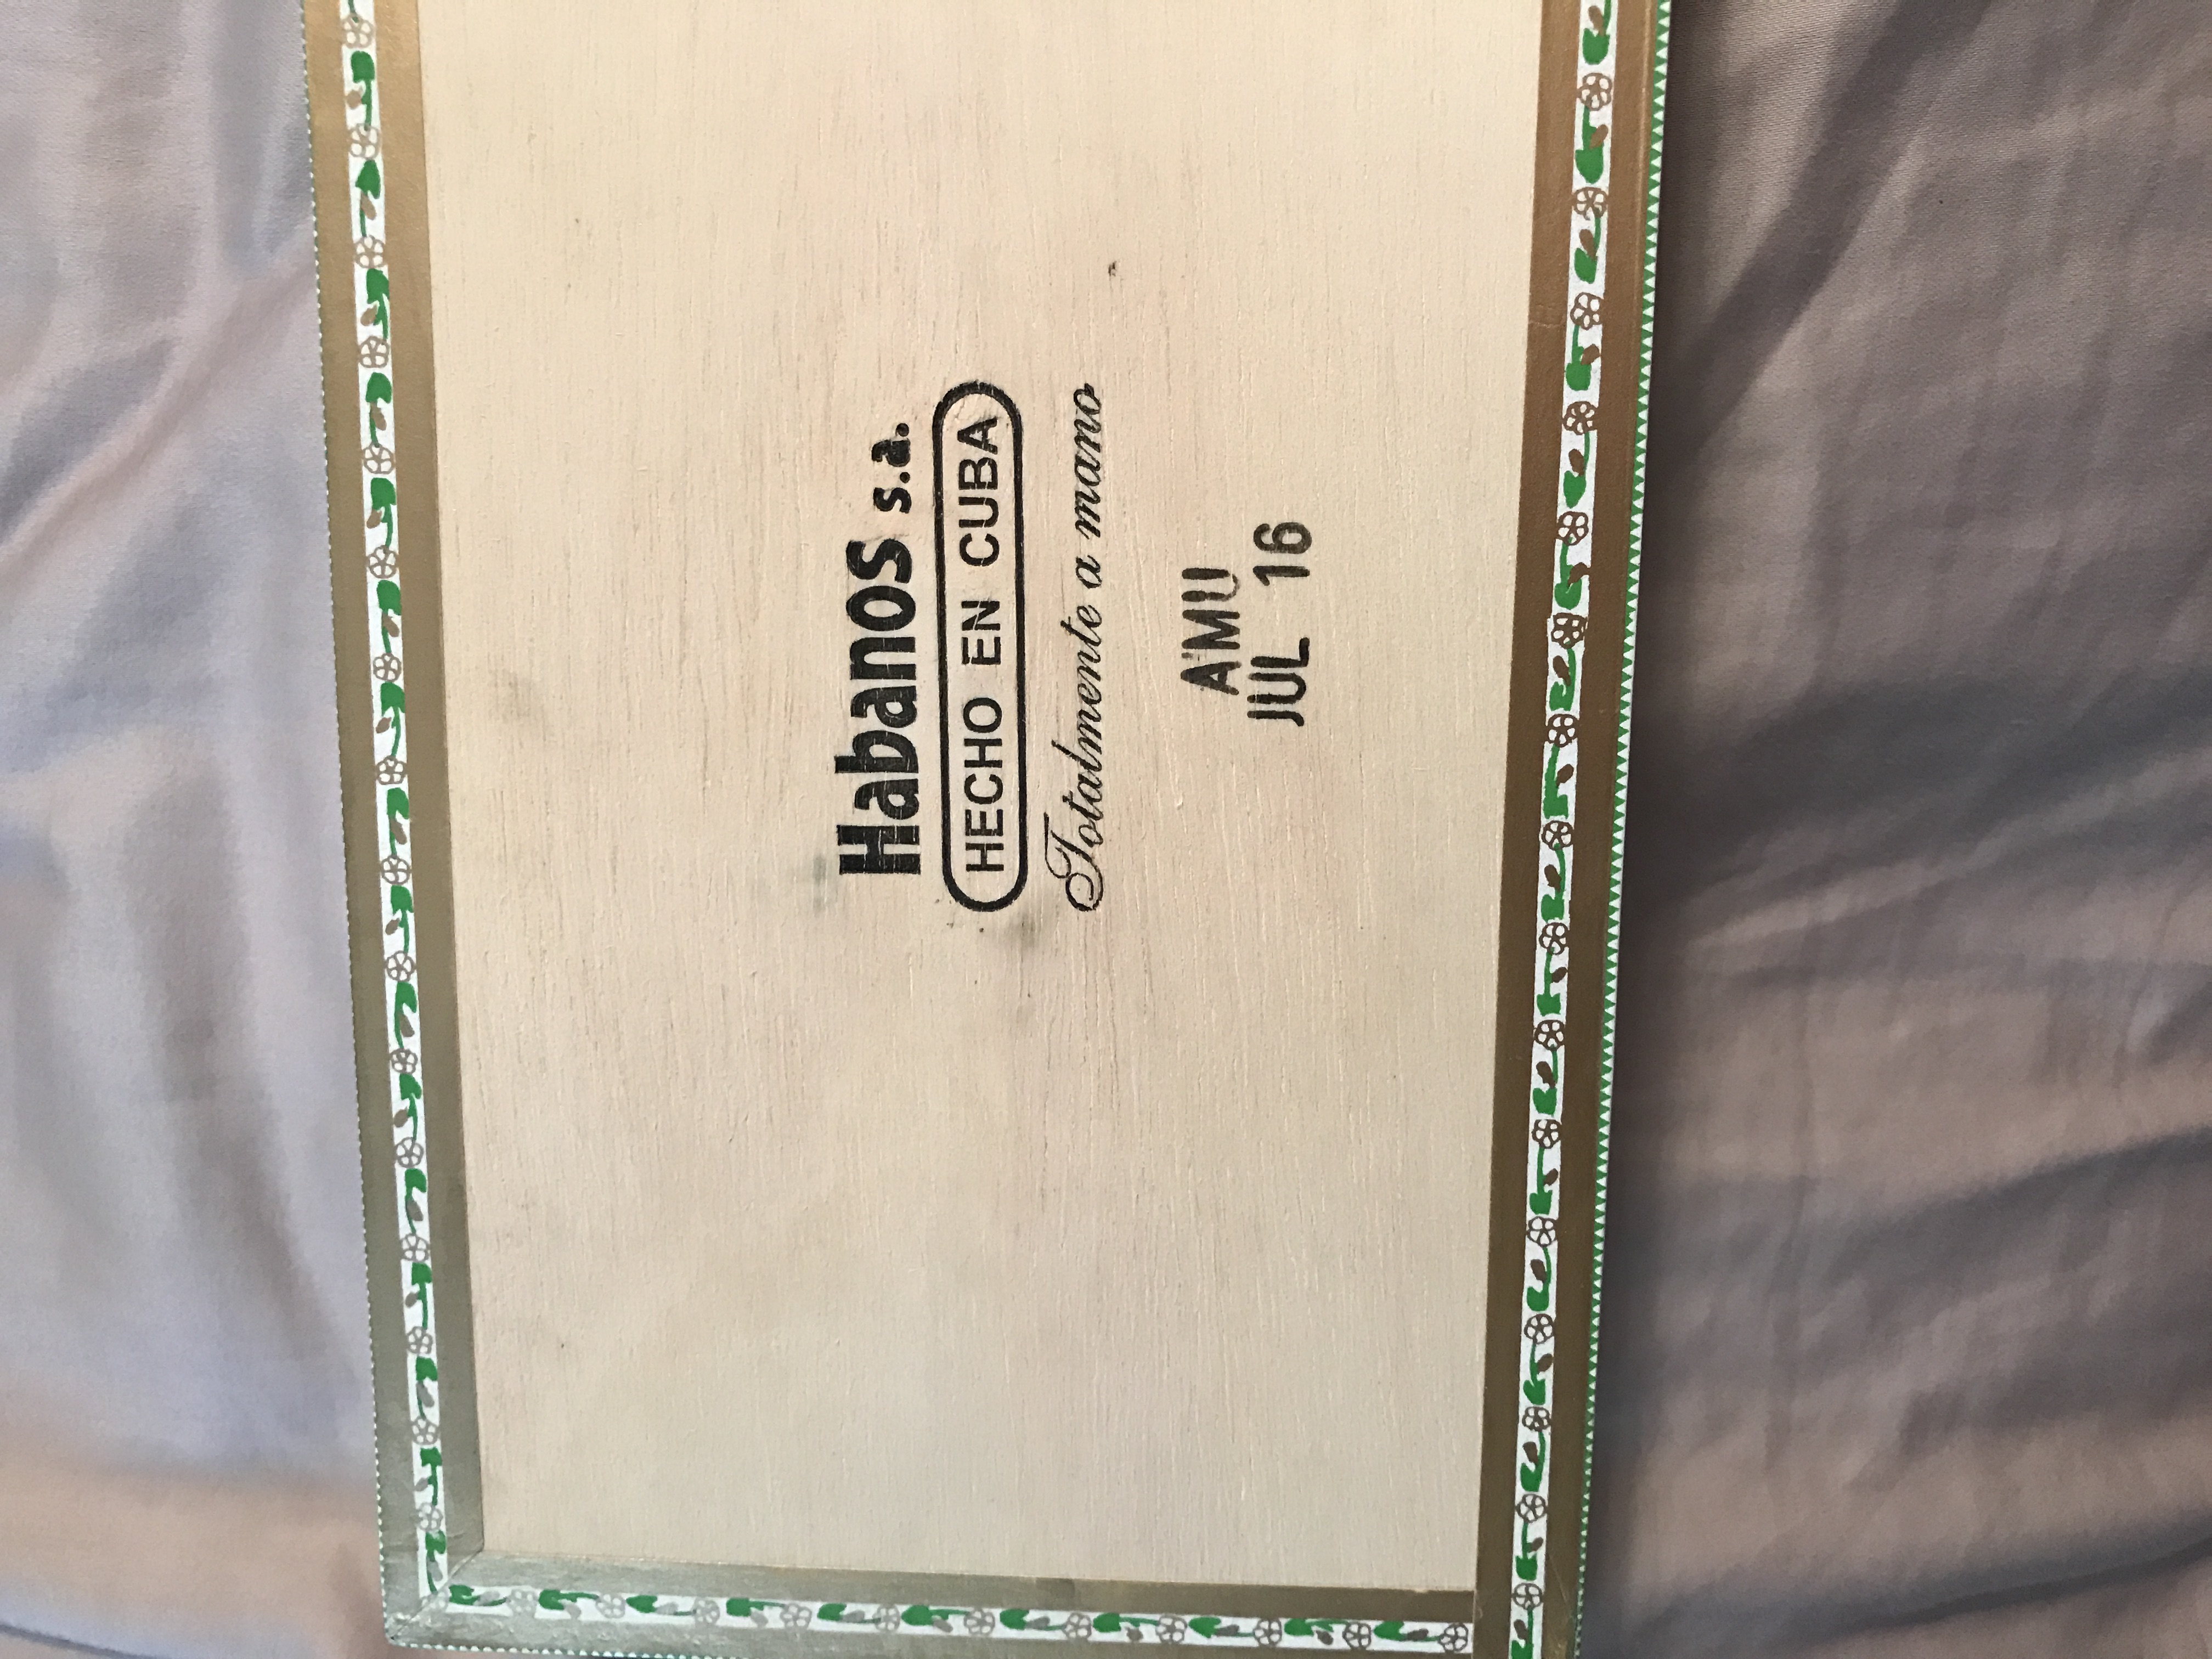 Habanos s.a.
HECHO EN CUBA
Totalmente a mano
AMU
JUL 16